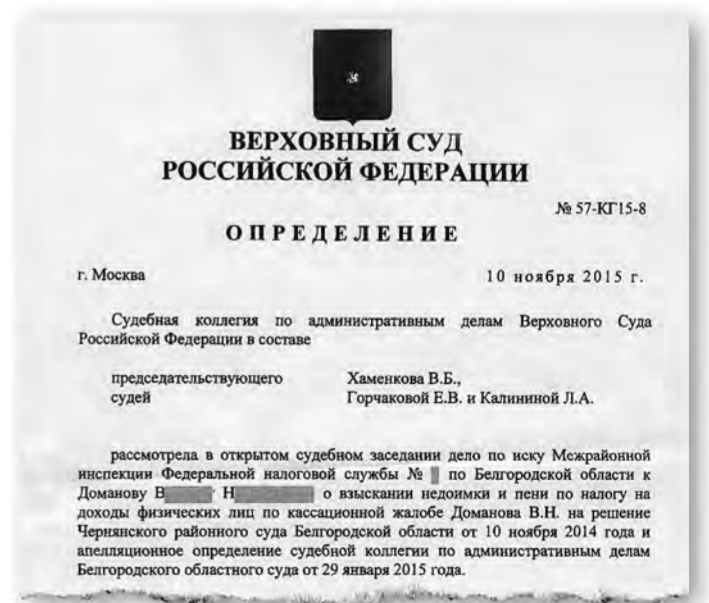 ВЕРХОВНЫЙ СУД
РОССИЙСКОЙ ФЕДЕРАЦИИ
№ 57-КГ15-8
ОПРЕДЕЛЕНИЕ
г. Москва 10 ноября 2015 г.
Судебная коллегия по административным делам Верховного Суда
Российской Федерации в составе
председательствующего Хаменкова В.Б.,
судей Горчаковой Е.В. и Калининой Л.А.
рассмотрела в открытом судебном заседании дело по иску Межрайонной
инспекции Федеральной налоговой службы № по Белгородской области к
Доманову В Н о взыскании недоимки и пени по налогу на
доходы физических лиц по кассационной жалобе Доманова В.Н. на решение
Чернянского районного суда Белгородской области от 10 ноября 2014 года и
апелляционное определение судебной коллегии по административным делам
Белгородского областного суда от 29 января 2015 года.